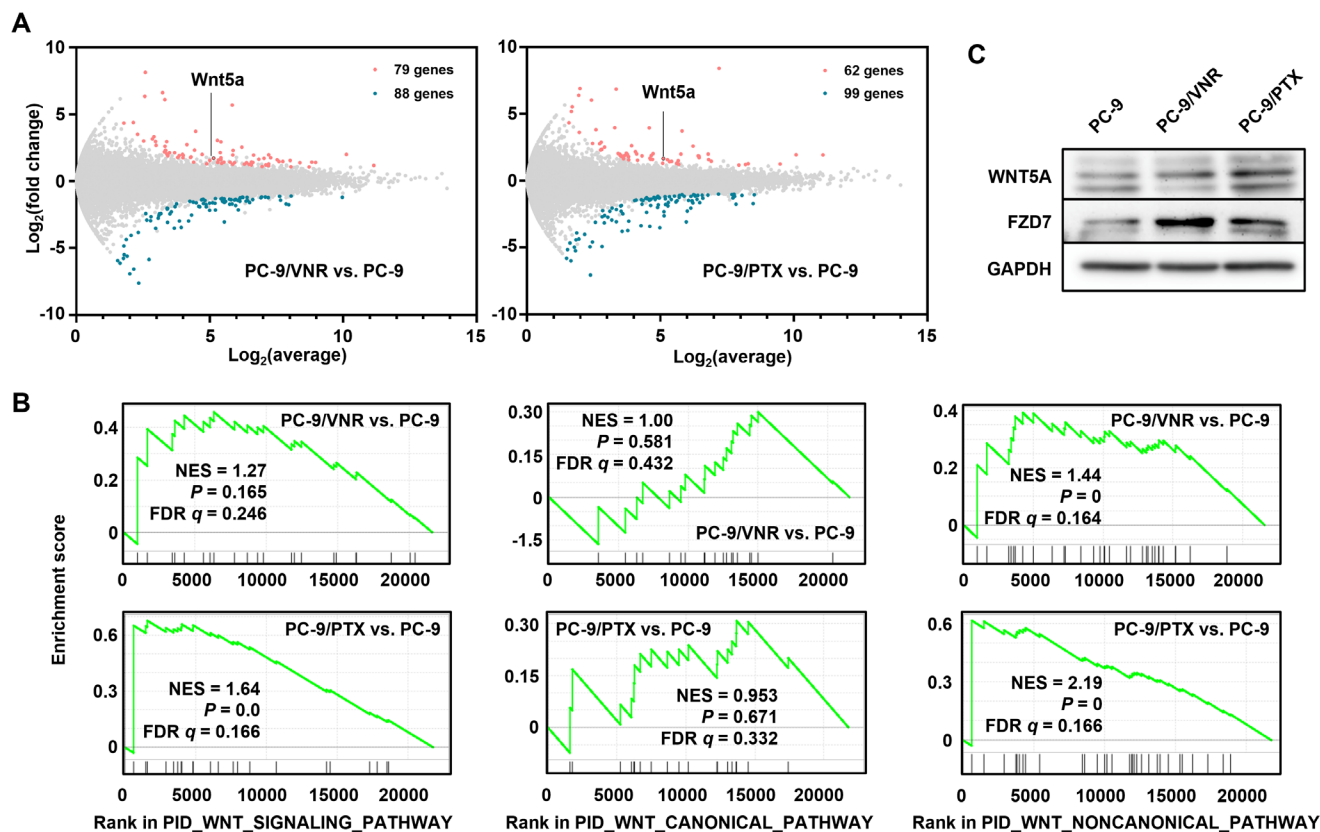 A
10
5
0
-5
-10
Log2(fold change)
Wnt5a
79 genes
88 genes
PC-9/VNR vs. PC-9
0
5
10
15
Log2(average)
10
5
0
-5
-10
Wnt5a
62 genes
99 genes
PC-9/PTX vs. PC-9
0
5
10
15
Log2(average)
C
PC-9
PC-9/VNR
PC-9/PTX
WNT5A
FZD7
GAPDH
B
Enrichment score
0.4
0.2
0
PC-9/VNR vs. PC-9
NES = 1.27
P = 0.165
FDR q = 0.246
0 5000 10000 15000 20000
0.30
0
-1.5
NES = 1.00
P = 0.581
FDR q = 0.432
PC-9/VNR vs. PC-9
0 5000 10000 15000 20000
0.4
0.2
0
PC-9/VNR vs. PC-9
NES = 1.44
P = 0
FDR q = 0.164
0 5000 10000 15000 20000
0.6
0.3
0
PC-9/PTX vs. PC-9
NES = 1.64
P = 0.0
FDR q = 0.166
0 5000 10000 15000 20000
Rank in PID_WNT_SIGNALING_PATHWAY
0.30
0.15
0
PC-9/PTX vs. PC-9
NES = 0.953
P = 0.671
FDR q = 0.332
0 5000 10000 15000 20000
Rank in PID_WNT_CANONICAL_PATHWAY
0.6
0.3
0
PC-9/PTX vs. PC-9
NES = 2.19
P = 0
FDR q = 0.166
0 5000 10000 15000 20000
Rank in PID_WNT_NONCANONICAL_PATHWAY